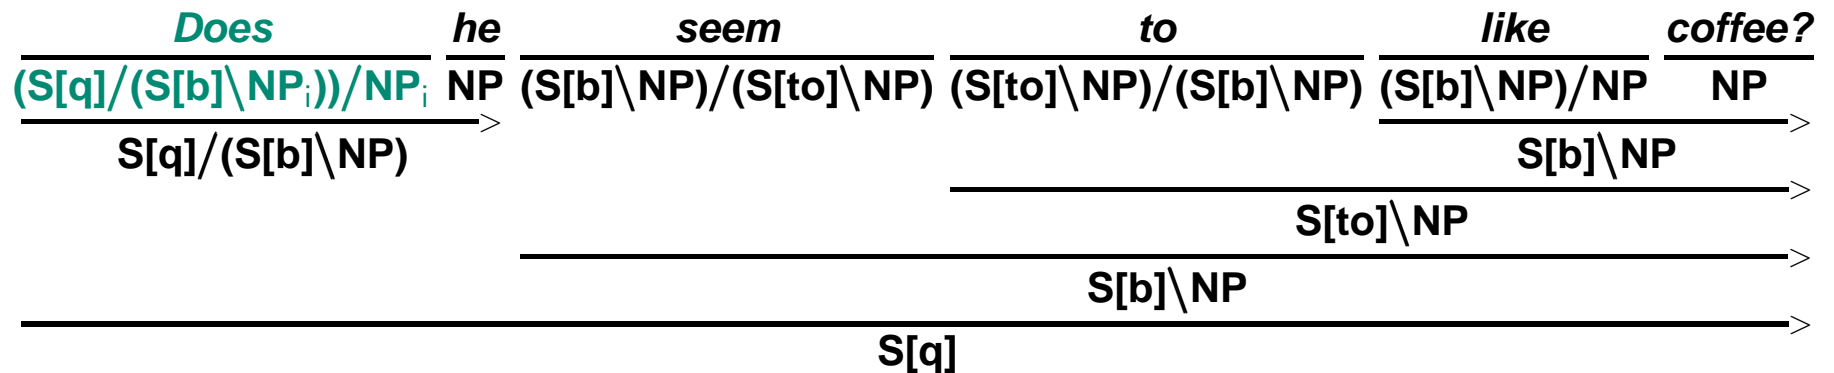 Does he seem to like coffee?
(S[q]/(S[b]\NPi))/NPi NP (S[b]\NP)/(S[to]\NP) (S[to]\NP)/(S[b]\NP) (S[b]\NP)/NP NP
> >
S[q]/(S[b]\NP) S[b]\NP
>
S[to]\NP
>
S[b]\NP
>
S[q]